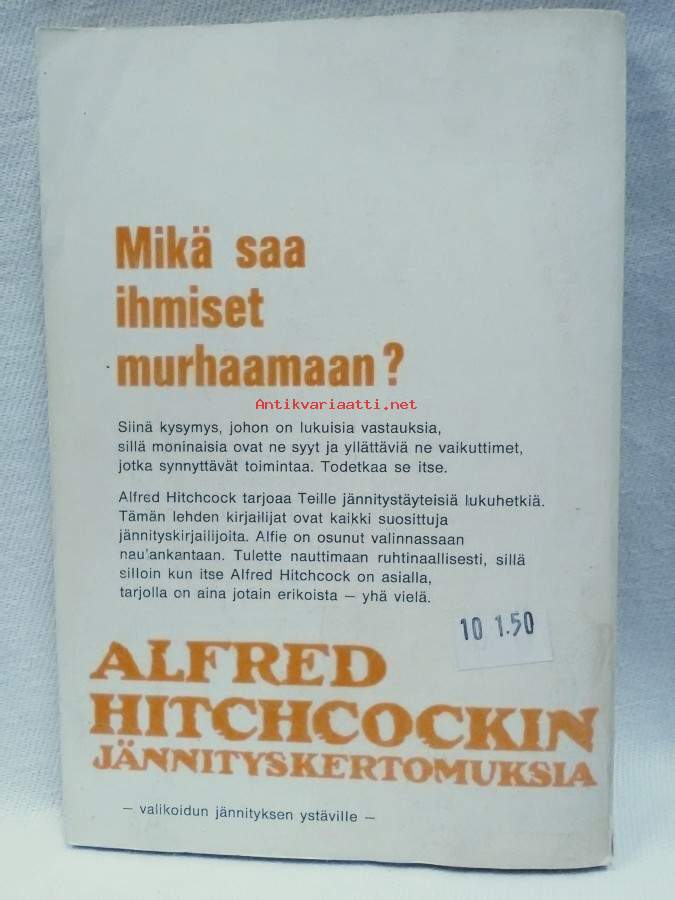 Mikä saa
ihmiset
murhaamaan?
Antikvariaatti.net
Siinä kysymys, johon on lukuisia vastauksia,
sillä moninaisia ovat ne syyt ja yllättäviä ne vaikuttimet,
jotka synnyttävät toimintaa. Todetkaa se itse.
Alfred Hitchcock tarjoaa Teille jännitystäyteisiä lukuhetkiä.
Tämän lehden kirjailijat ovat kaikki suosittuja
jännityskirjailijoita. Alfie on osunut valinnassaan
nau'ankantaan. Tulette nauttimaan ruhtinaallisesti, sillä
silloin kun itse Alfred Hitchcock on asialla,
tarjolla on aina jotain erikoista – yhä vielä.
10 1.50
ALFRED
HITCHCOCKIN
JÄNNITYSKERTOMUKSIA
– valikoidun jännityksen ystäville –